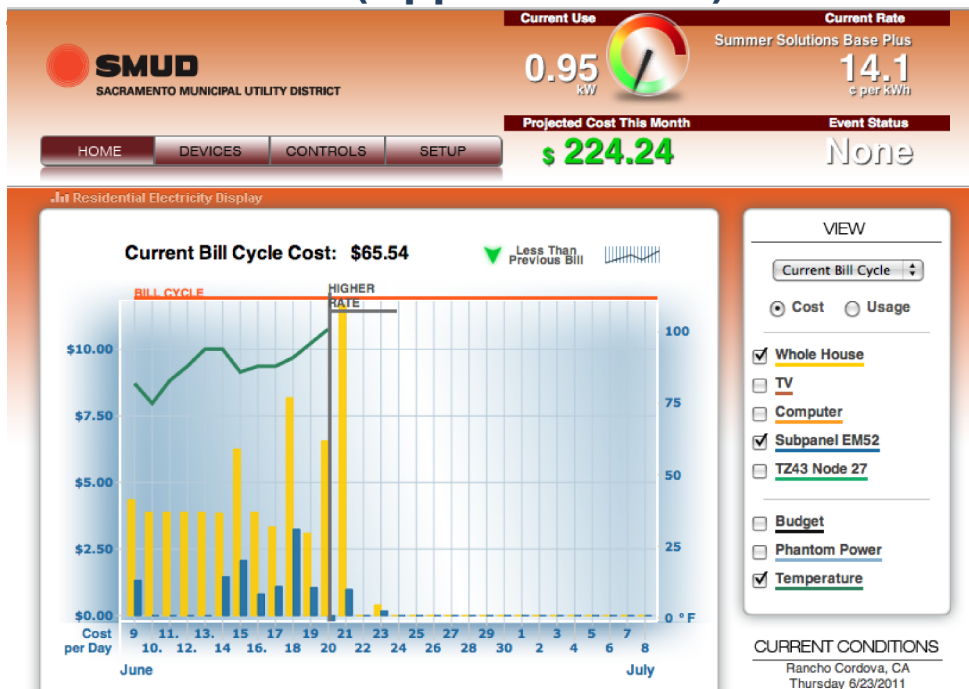 Current Use
Current Rate
Summer Solutions Base Plus
0.95
kW
14.1
¢ per kWh
SMUD
SACRAMENTO MUNICIPAL UTILITY DISTRICT
Projected Cost This Month
Event Status
$ 224.24
None
HOME DEVICES CONTROLS SETUP
Residential Electricity Display
Current Bill Cycle Cost: $65.54
Less Than
Previous Bill
BILL CYCLE
HIGHER
RATE
$10.00
$7.50
$5.00
$2.50
$0.00
100
75
50
25
0 °F
Cost
per Day
9 11. 13. 15 17 19 21 23 25 27 29 1 3 5 7
10. 12. 14 16. 18 20 22 24 26 28 30 2 4 6 8
June
July
VIEW
Current Bill Cycle
Cost Usage
Whole House
TV
Computer
Subpanel EM52
TZ43 Node 27
Budget
Phantom Power
Temperature
CURRENT CONDITIONS
Rancho Cordova, CA
Thursday 6/23/2011